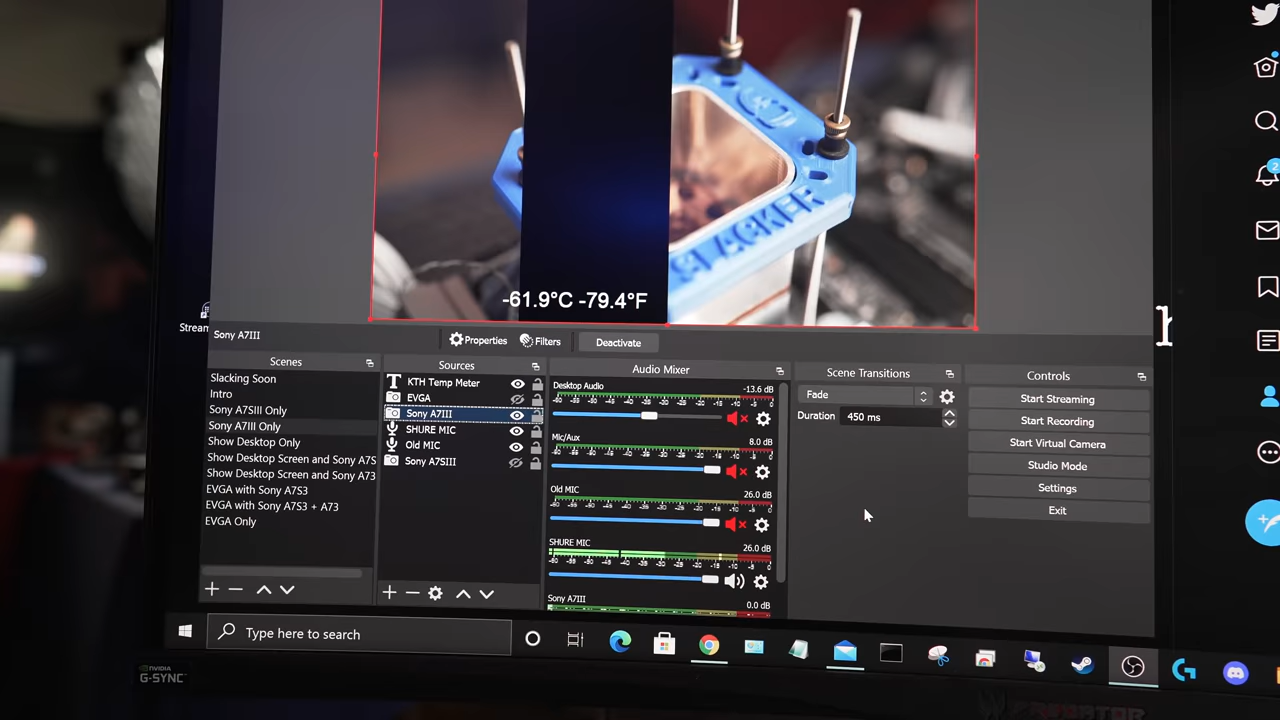 SLACKER
-61.9°C -79.4°F
Stream
Sony A7III
Properties
Filters
Deactivate
Scenes
Slacking Soon
Intro
Sony A7SIII Only
Sony A7III Only
Show Desktop Only
Show Desktop Screen and Sony A7S
Show Desktop Screen and Sony A73
EVGA with Sony A7S3
EVGA with Sony A7S3 + A73
EVGA Only
Sources
KTH Temp Meter
EVGA
Sony A7III
SHURE MIC
Old MIC
Sony A7SIII
Audio Mixer
Desktop Audio -13.6 dB
Mic/Aux 8.0 dB
Old MIC 26.0 dB
SHURE MIC 26.0 dB
Sony A7III 0.0 dB
Scene Transitions
Fade
Duration 450 ms
Controls
Start Streaming
Start Recording
Start Virtual Camera
Studio Mode
Settings
Exit
2
Type here to search
NVIDIA
G-SYNC
PREDATOR